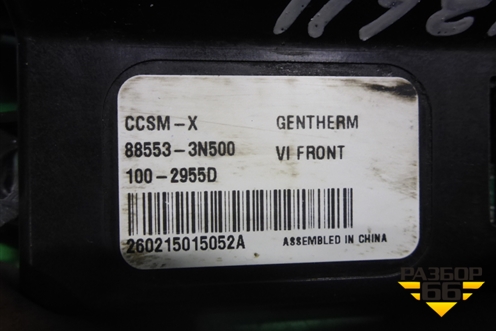 CCSM-X GENTHERM
88553-3N500 VI FRONT
100-2955D
260215015052A ASSEMBLED IN CHINA
РАЗБОР
66